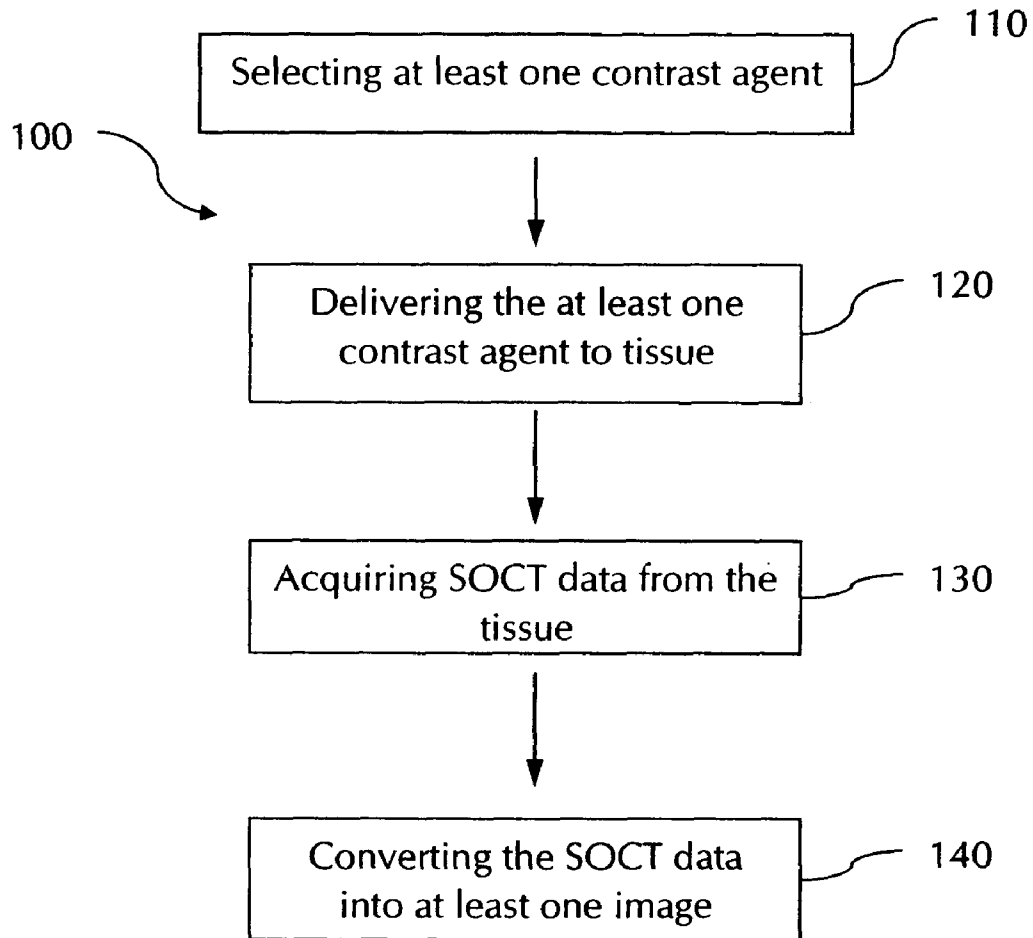 110
Selecting at least one contrast agent
100
120
Delivering the at least one
contrast agent to tissue
130
Acquiring SOCT data from the
tissue
140
Converting the SOCT data
into at least one image